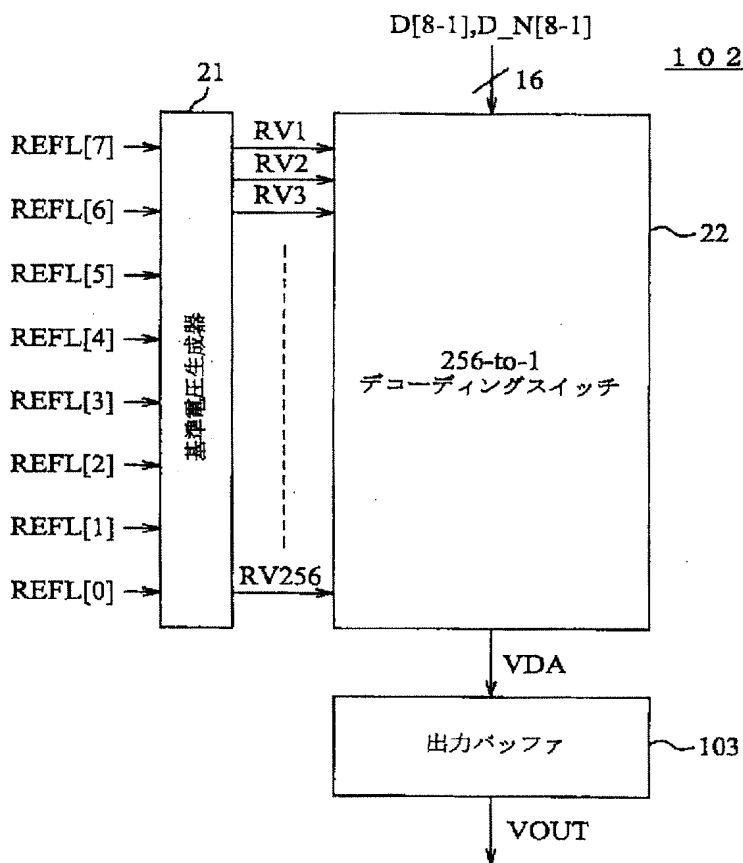 D[8-1],D_N[8-1]
102
16
21
REFL[7]
RV1
RV2
REFL[6]
RV3
22
REFL[5]
REFL[4]
256-to-1
デコーディングスイッチ
基準電圧生成器
REFL[3]
REFL[2]
REFL[1]
REFL[0]
RV256
VDA
出力バッファ
103
VOUT